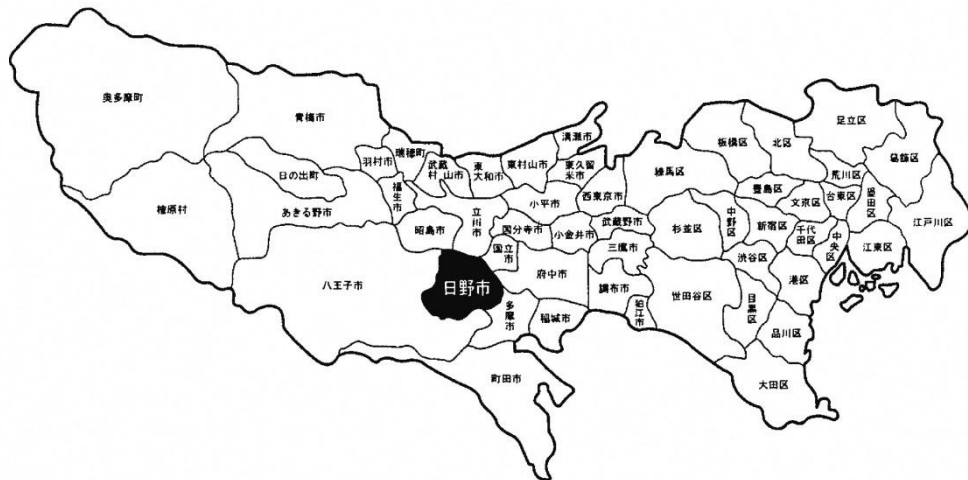 奥多摩町
青梅市
檜原村
日の出町
あきる野市
羽村市
瑞穂町
福生市
武蔵
村山市
東
大和市
東村山市
清瀬市
東久留
米市
昭島市
立川市
小平市
西東京市
国分寺市
小金井市
武蔵野市
三鷹市
国立市
八王子市
日野市
府中市
調布市
狛江市
多摩市
稲城市
町田市
練馬区
板橋区
北区
足立区
葛飾区
荒川区
豊島区
文京区
台東区
墨田区
江戸川区
杉並区
中野区
新宿区
千代
田区
中央区
江東区
渋谷区
港区
世田谷区
目黒区
品川区
大田区